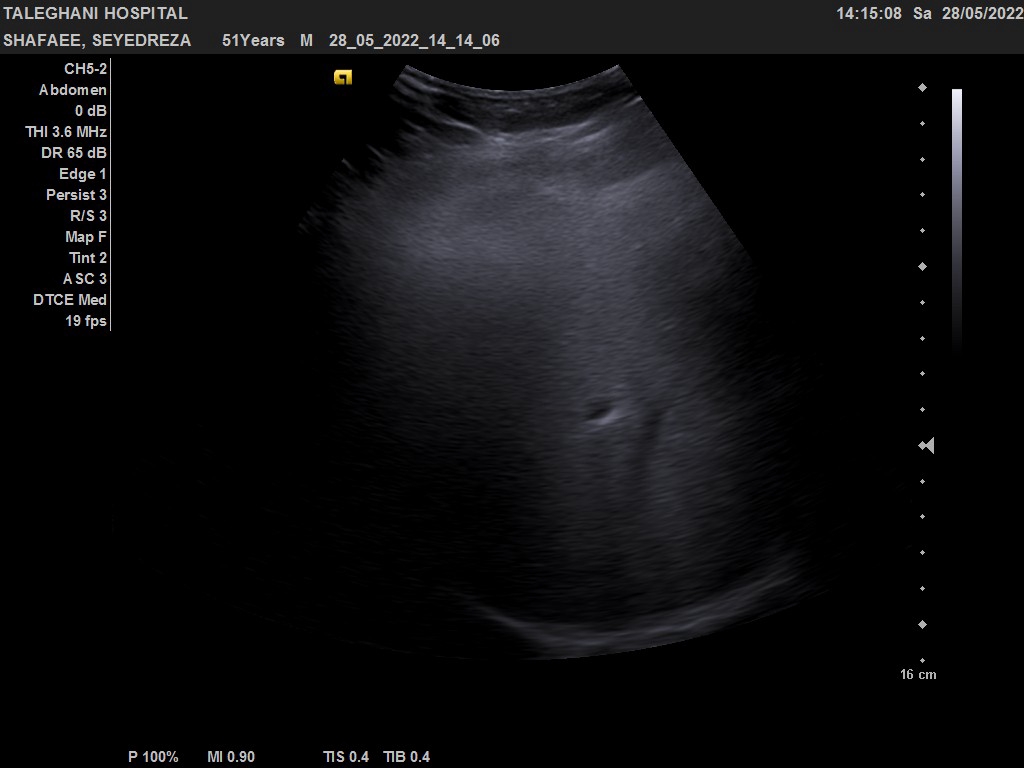 TALEGHANI HOSPITAL 14:15:08 Sa 28/05/2022
SHAFAEE, SEYEDREZA 51Years M 28_05_2022_14_14_06
CH5-2
Abdomen
0 dB
THI 3.6 MHz
DR 65 dB
Edge 1
Persist 3
R/S 3
Map F
Tint 2
ASC 3
DTCE Med
19 fps
16 cm
P 100% MI 0.90 TIS 0.4 TIB 0.4